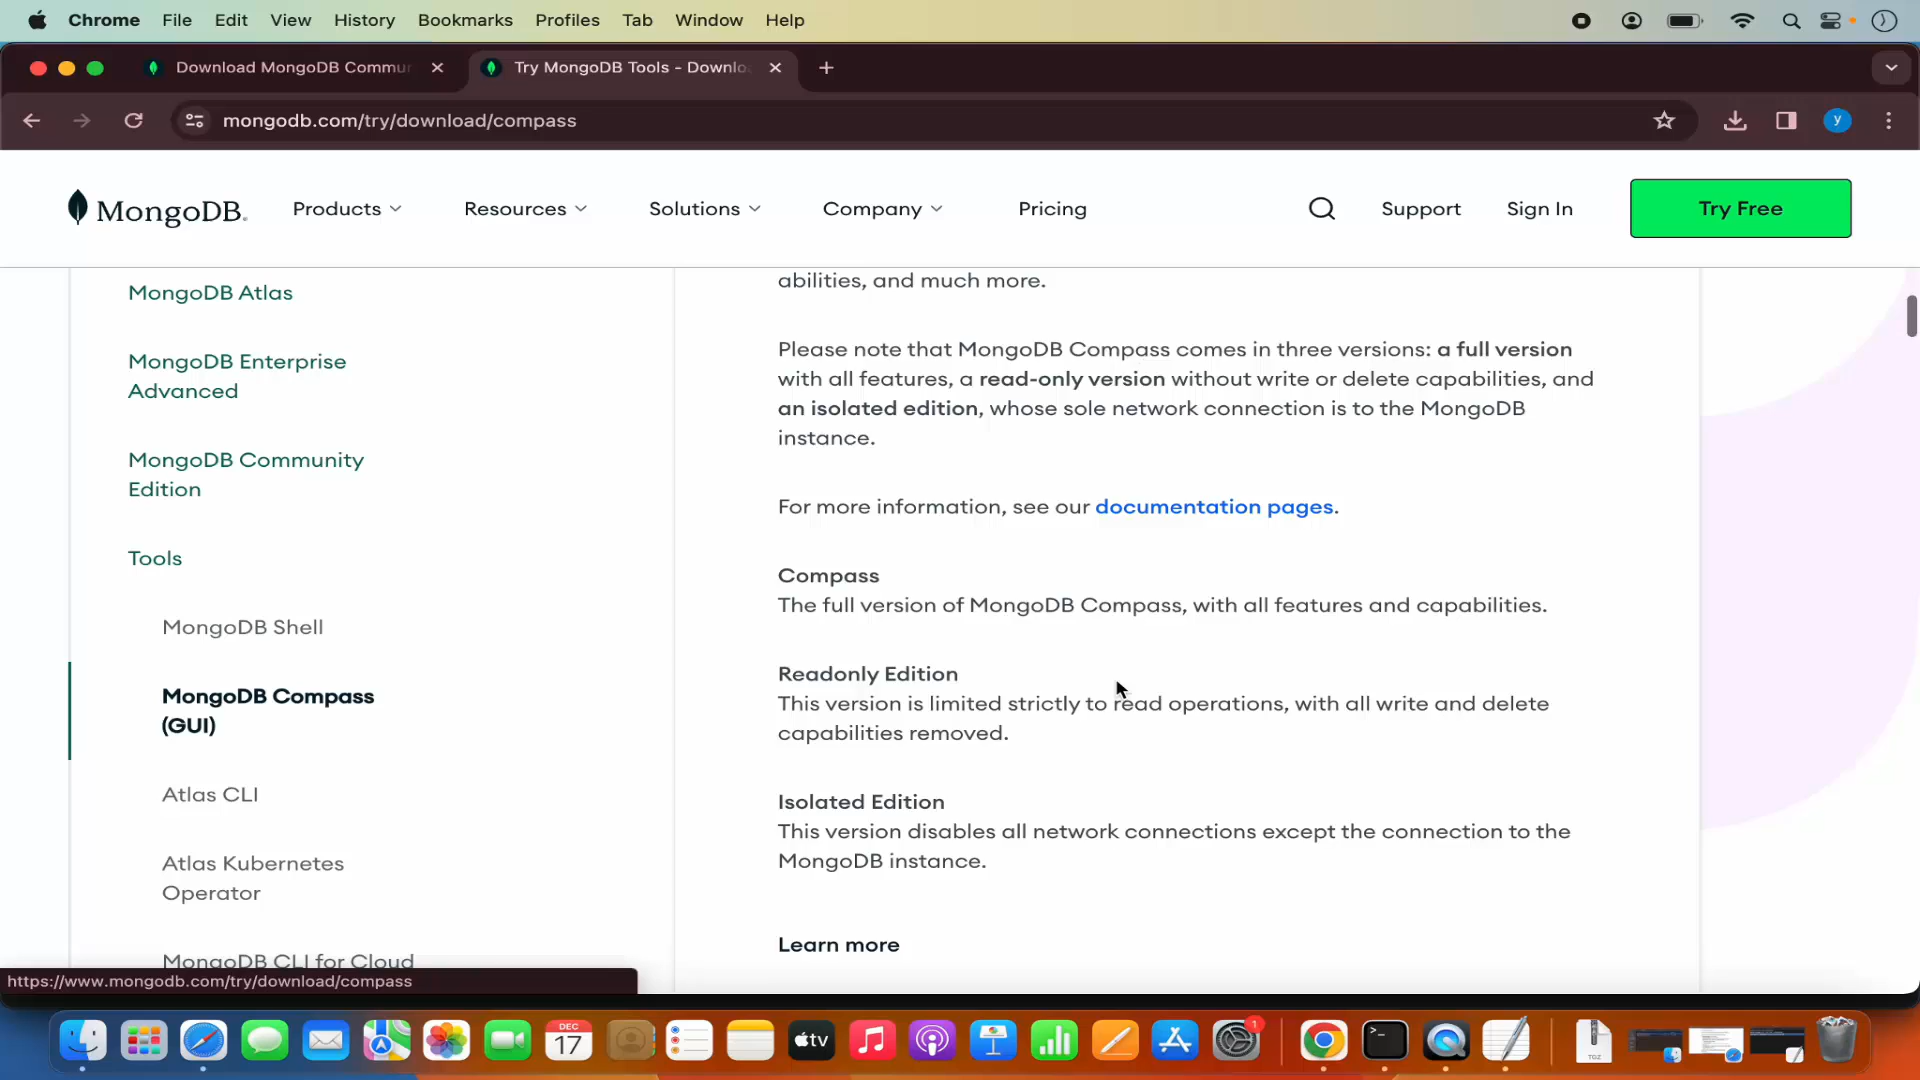 Chrome File Edit View History Bookmarks Profiles Tab Window Help
Download MongoDB Commu
Try MongoDB Tools - Downlo
mongodb.com/try/download/compass
y
MongoDB.
Products
Resources
Solutions
Company
Pricing
Support
Sign In
Try Free
MongoDB Atlas
MongoDB Enterprise
Advanced
MongoDB Community
Edition
Tools
MongoDB Shell
MongoDB Compass
(GUI)
Atlas CLI
Atlas Kubernetes
Operator
MongoDB CLI for Cloud
abilities, and much more.
Please note that MongoDB Compass comes in three versions: a full version
with all features, a read-only version without write or delete capabilities, and
an isolated edition, whose sole network connection is to the MongoDB
instance.
For more information, see our documentation pages.
Compass
The full version of MongoDB Compass, with all features and capabilities.
Readonly Edition
This version is limited strictly to read operations, with all write and delete
capabilities removed.
Isolated Edition
This version disables all network connections except the connection to the
MongoDB instance.
Learn more
https://www.mongodb.com/try/download/compass
DEC
17
tv
1
TGZ